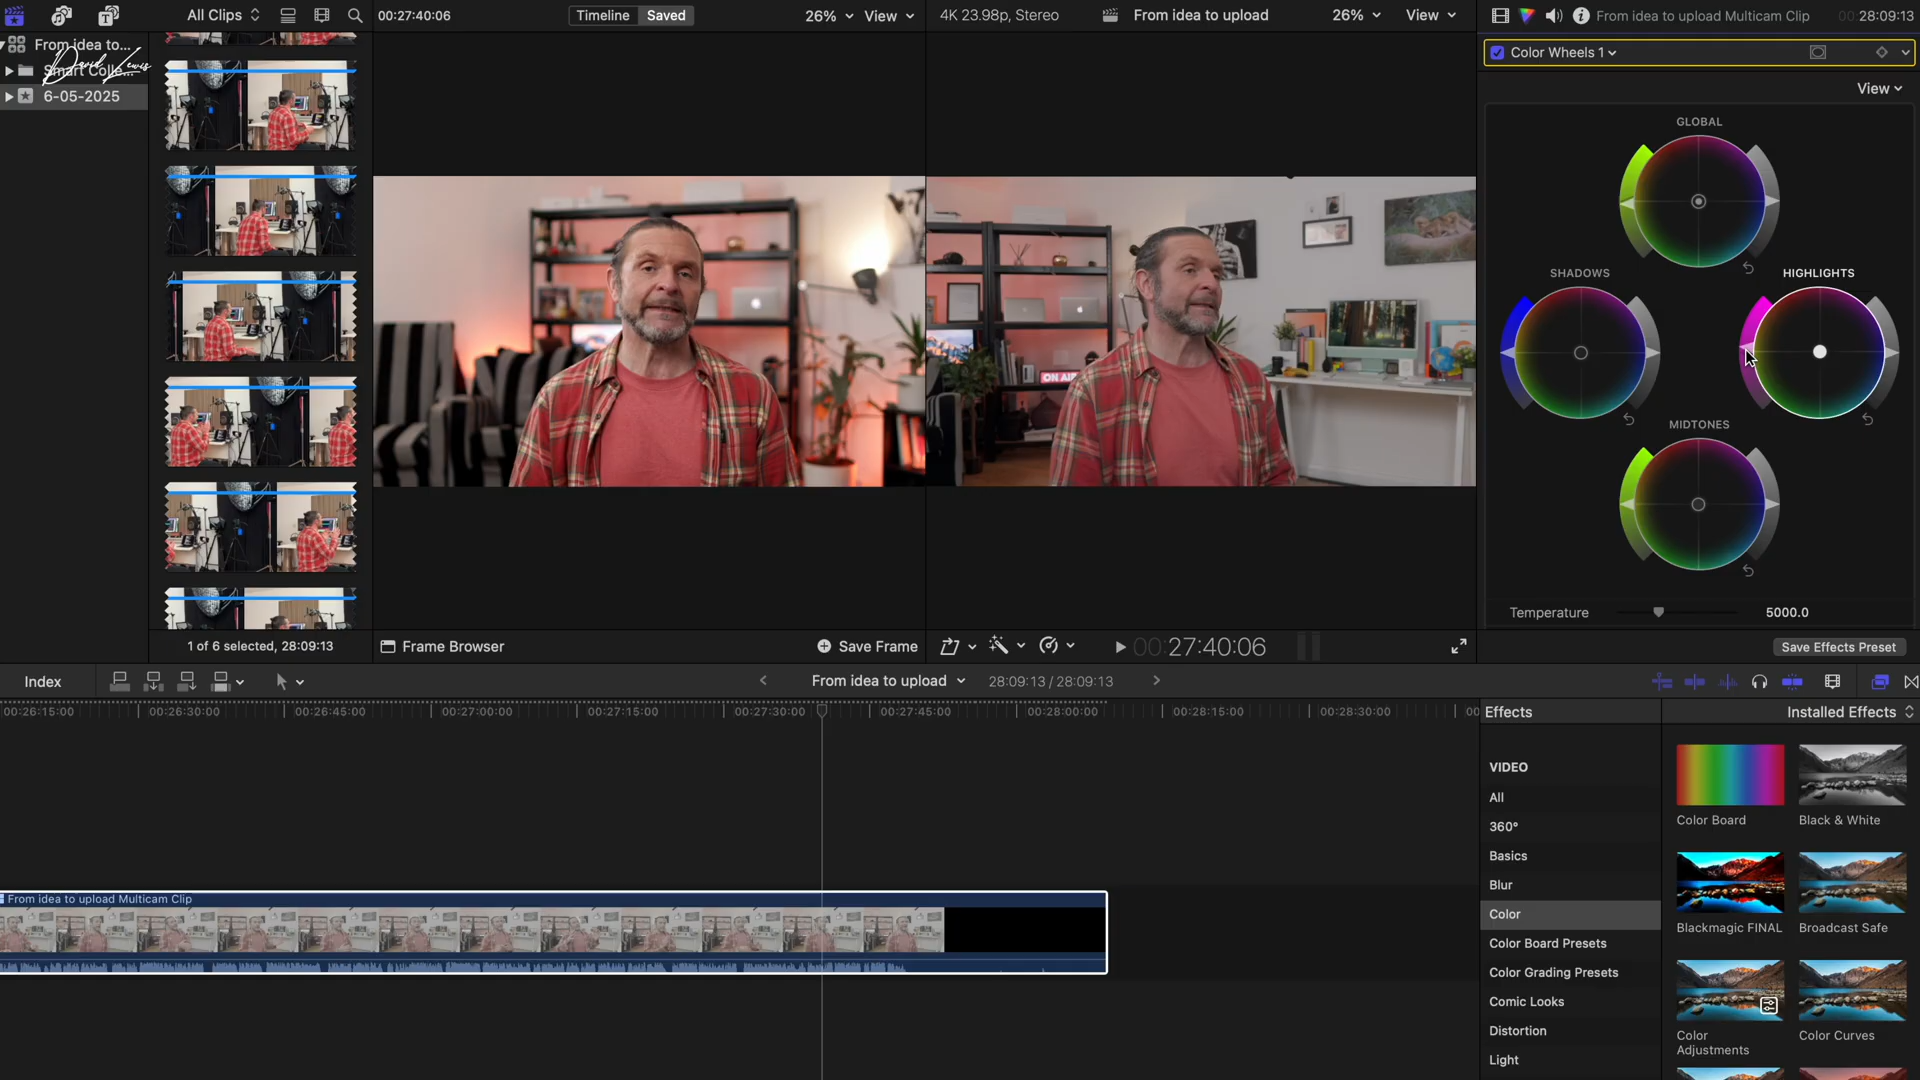 All Clips
00:27:40:06
Timeline
Saved
26%
View
4K 23.98p, Stereo
From idea to upload
26%
View
From idea to upload Multicam Clip
28:09:13
From idea to...
Smart Colle...
David Lewis
6-05-2025
Color Wheels 1
View
GLOBAL
SHADOWS
HIGHLIGHTS
MIDTONES
ON AIR
Temperature
5000.0
1 of 6 selected, 28:09:13
Frame Browser
Save Frame
00:27:40:06
Save Effects Preset
Index
From idea to upload
28:09:13 / 28:09:13
00:26:15:00
00:26:30:00
00:26:45:00
00:27:00:00
00:27:15:00
00:27:30:00
00:27:45:00
00:28:00:00
00:28:15:00
00:28:30:00
00
From idea to upload Multicam Clip
Effects
Installed Effects
VIDEO
All
360°
Basics
Blur
Color
Color Board Presets
Color Grading Presets
Comic Looks
Distortion
Light
Color Board
Black & White
Blackmagic FINAL
Broadcast Safe
Color
Adjustments
Color Curves